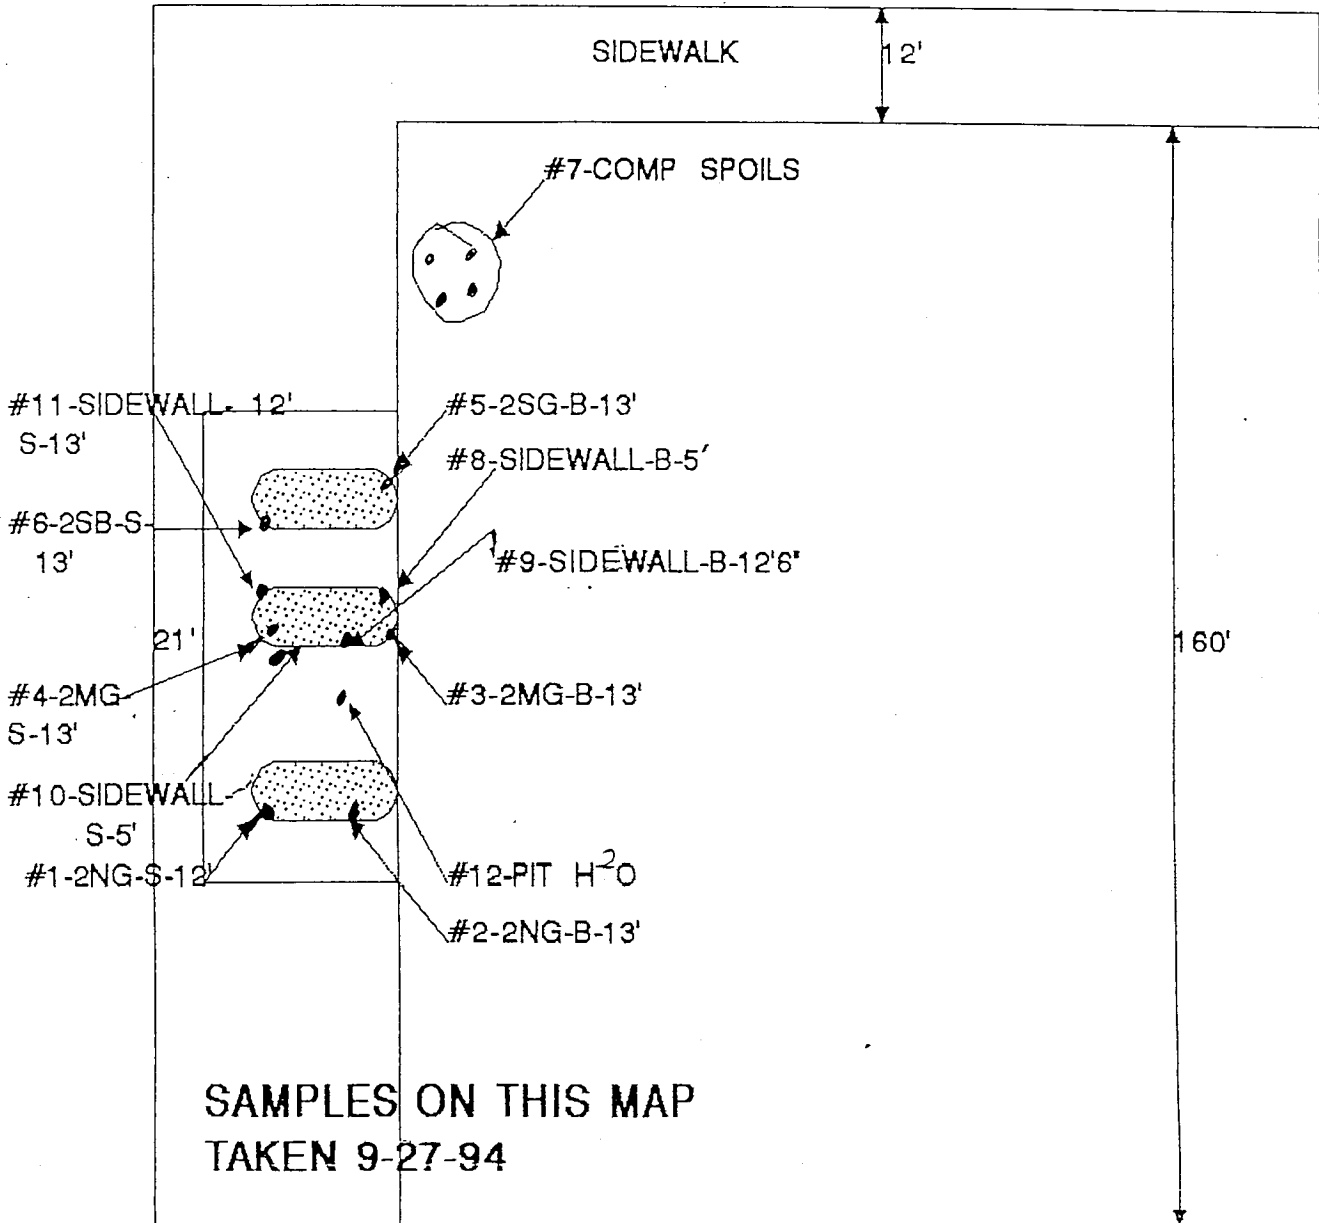 SIDEWALK
12'
#7-COMP SPOILS
#11-SIDEWALL- 12'
S-13'
#5-2SG-B-13'
#8-SIDEWALL-B-5'
#6-2SB-S-
13'
#9-SIDEWALL-B-12'6"
21'
160'
#4-2MG-
S-13'
#3-2MG-B-13'
#10-SIDEWALL-
S-5'
#1-2NG-S-12'
#12-PIT H2O
#2-2NG-B-13'
SAMPLES ON THIS MAP
TAKEN 9-27-94